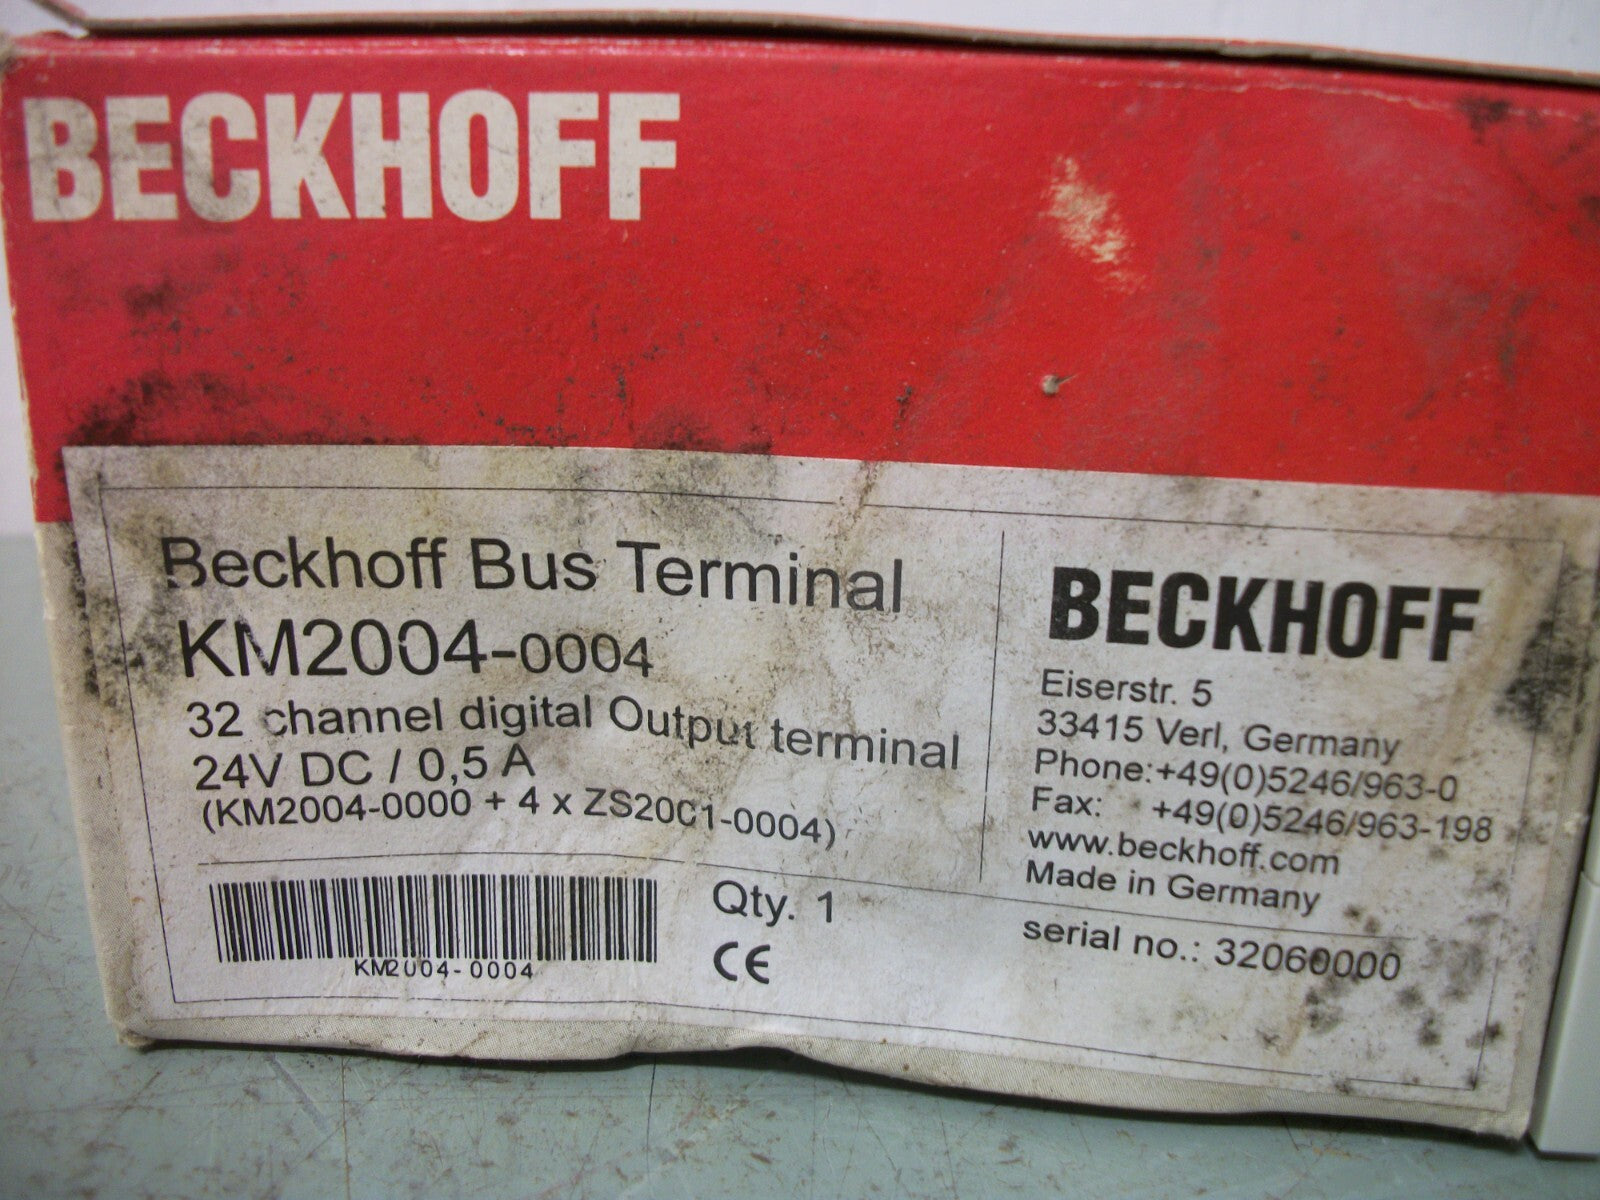 BECKHOFF
Beckhoff Bus Terminal
KM2004-0004
32 channel digital Output terminal
24V DC / 0,5 A
(KM2004-0000 + 4 x ZS20C1-0004)
KM2004-0004
Qty. 1
CE
BECKHOFF
Eiserstr. 5
33415 Verl, Germany
Phone:+49(0)5246/963-0
Fax: +49(0)5246/963-198
www.beckhoff.com
Made in Germany
serial no.: 32060000